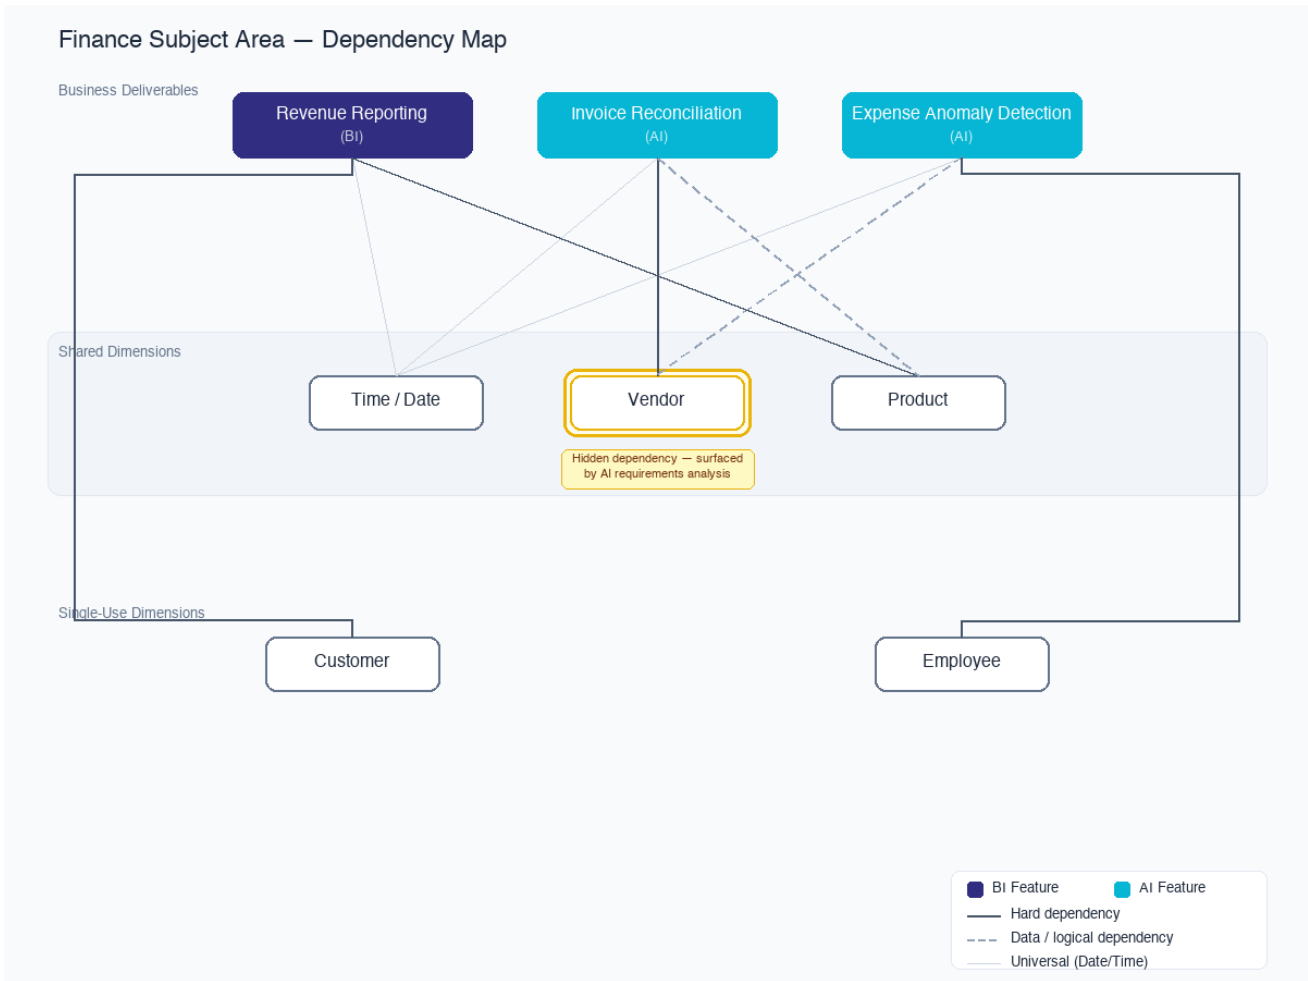 Finance Subject Area — Dependency Map
Business Deliverables
Revenue Reporting
(BI)
Invoice Reconciliation
(AI)
Expense Anomaly Detection
(AI)
Shared Dimensions
Time / Date
Vendor
Product
Hidden dependency — surfaced
by AI requirements analysis
Single-Use Dimensions
Customer
Employee
BI Feature
AI Feature
Hard dependency
Data / logical dependency
Universal (Date/Time)